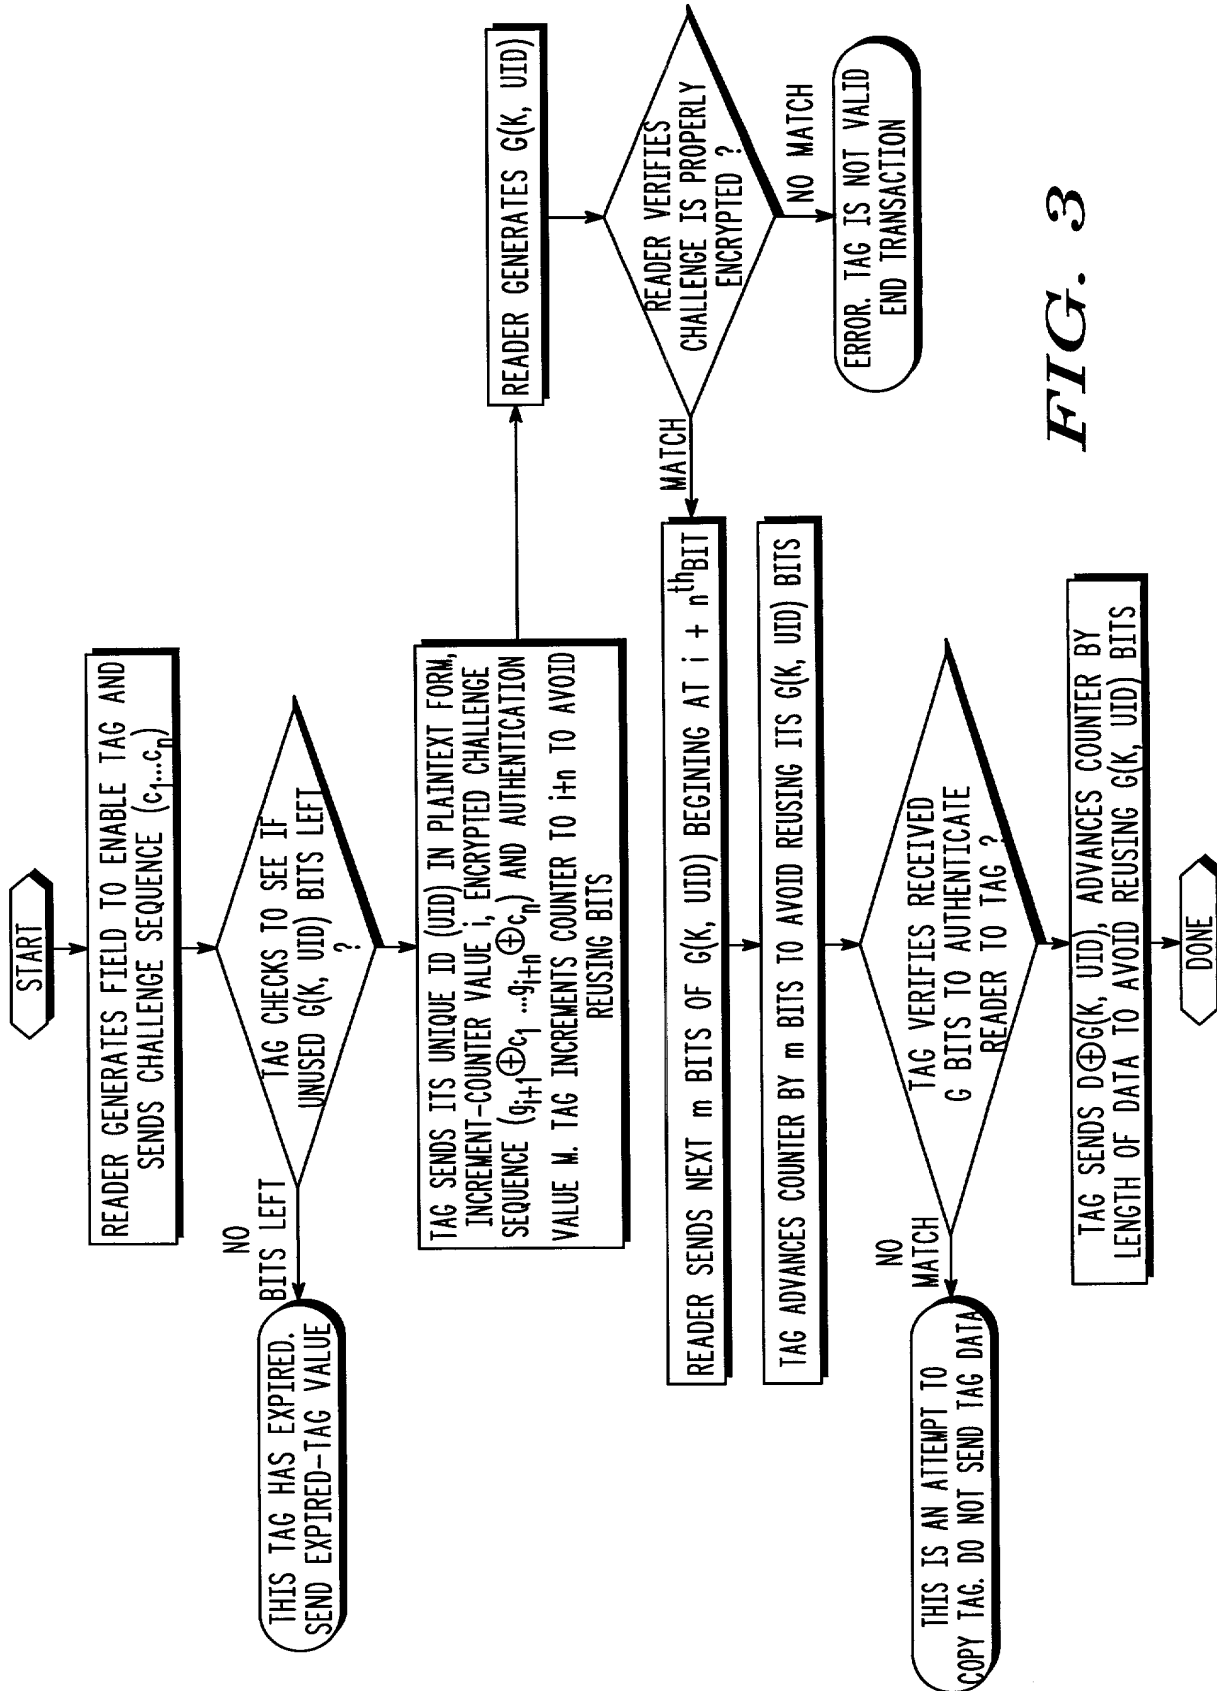 START
READER GENERATES FIELD TO ENABLE TAG AND
SENDS CHALLENGE SEQUENCE (c1...cn)
TAG CHECKS TO SEE IF
UNUSED G(K, UID) BITS LEFT
?
NO
BITS LEFT
THIS TAG HAS EXPIRED.
SEND EXPIRED-TAG VALUE
TAG SENDS ITS UNIQUE ID (UID) IN PLAINTEXT FORM,
INCREMENT-COUNTER VALUE i, ENCRYPTED CHALLENGE
SEQUENCE (gi+1⊕c1 ...gi+n⊕cn) AND AUTHENTICATION
VALUE M. TAG INCREMENTS COUNTER TO i+n TO AVOID
REUSING BITS
READER GENERATES G(K, UID)
READER VERIFIES
CHALLENGE IS PROPERLY
ENCRYPTED ?
MATCH
NO MATCH
ERROR. TAG IS NOT VALID
END TRANSACTION
READER SENDS NEXT m BITS OF G(K, UID) BEGINING AT i + nth BIT
TAG ADVANCES COUNTER BY m BITS TO AVOID REUSING ITS G(K, UID) BITS
TAG VERIFIES RECEIVED
G BITS TO AUTHENTICATE
READER TO TAG ?
NO
MATCH
THIS IS AN ATTEMPT TO
COPY TAG. DO NOT SEND TAG DATA
TAG SENDS D⊕G(K, UID), ADVANCES COUNTER BY
LENGTH OF DATA TO AVOID REUSING G(K, UID) BITS
DONE
FIG. 3